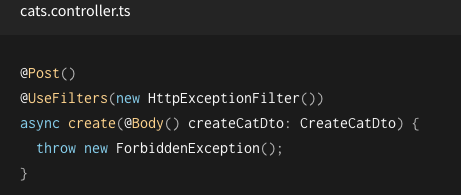 cats.controller.ts
@Post()
@UseFilters(new HttpExceptionFilter())
async create(@Body() createCatDto: CreateCatDto) {
  throw new ForbiddenException();
}